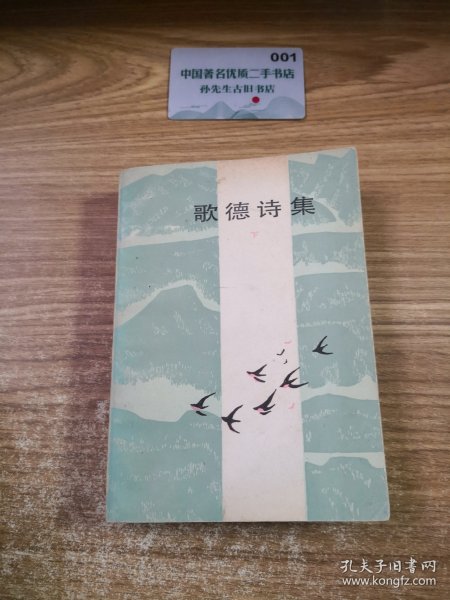 001
中国著名优质二手书店
孙先生古旧书店
歌德诗集
下
孔夫子旧书网
www.kongfz.com